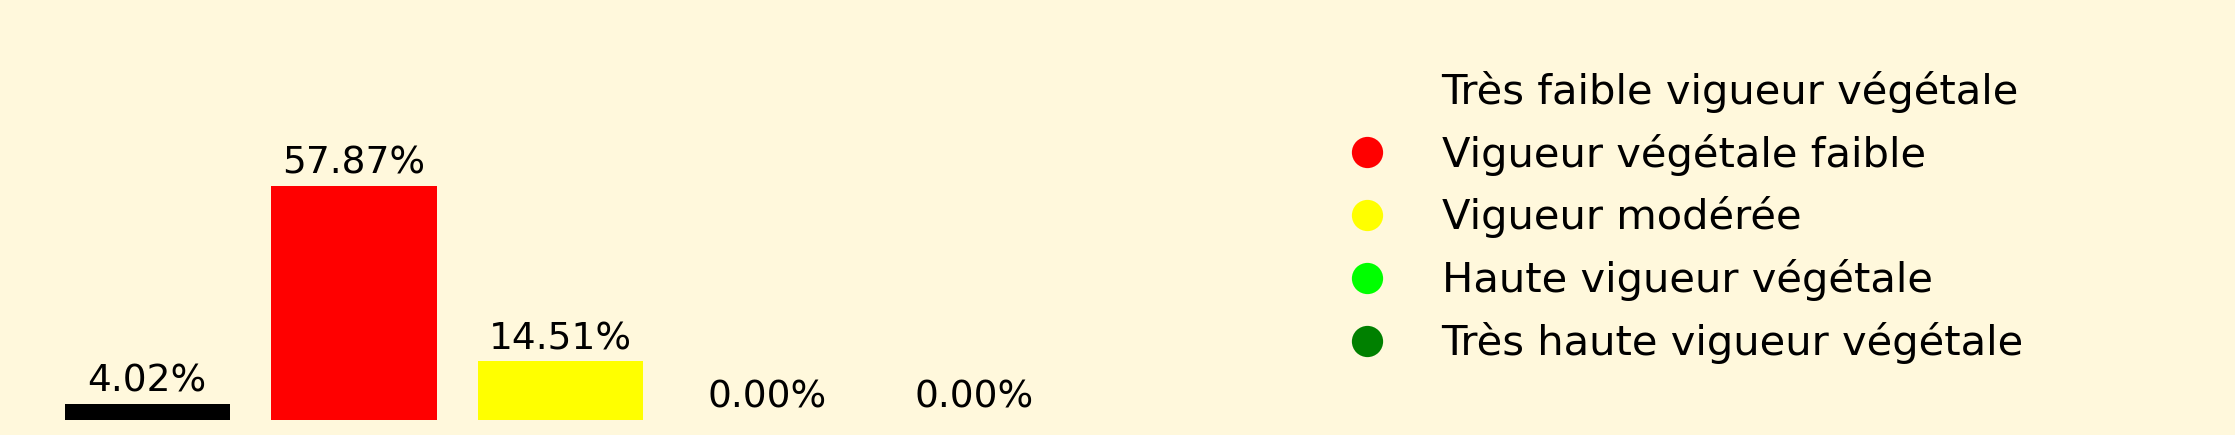 57.87%
14.51%
4.02%
0.00%
0.00%
Très faible vigueur végétale
Vigueur végétale faible
Vigueur modérée
Haute vigueur végétale
Très haute vigueur végétale